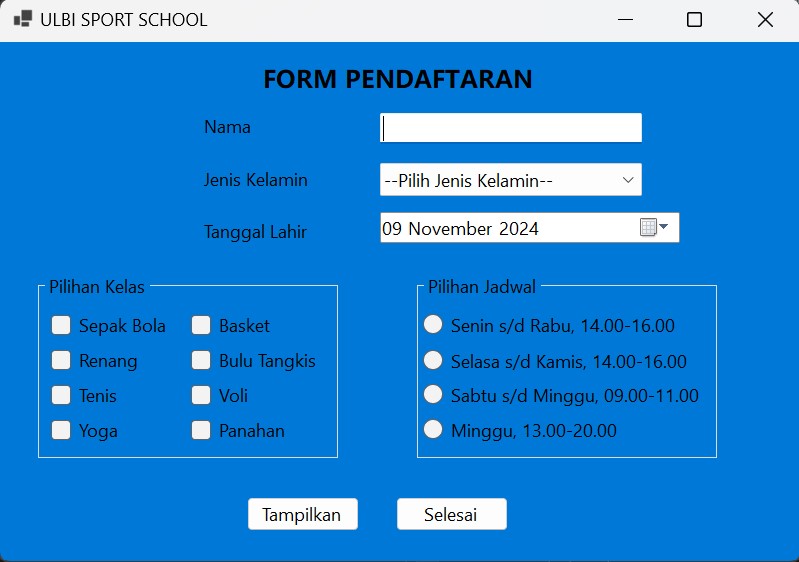 ULBI SPORT SCHOOL
FORM PENDAFTARAN
Nama
Jenis Kelamin --Pilih Jenis Kelamin--
Tanggal Lahir 09 November 2024
Pilihan Kelas
Sepak Bola Basket
Renang Bulu Tangkis
Tenis Voli
Yoga Panahan
Pilihan Jadwal
Senin s/d Rabu, 14.00-16.00
Selasa s/d Kamis, 14.00-16.00
Sabtu s/d Minggu, 09.00-11.00
Minggu, 13.00-20.00
Tampilkan Selesai